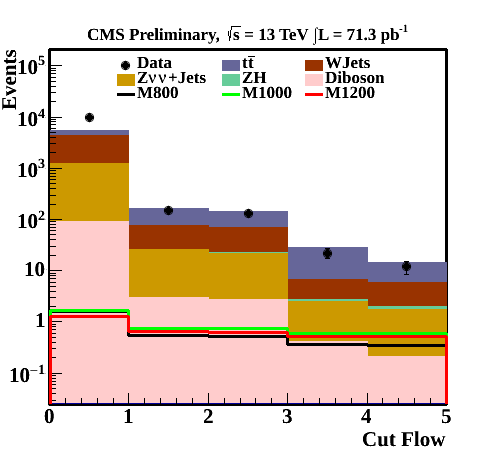 CMS Preliminary, √s = 13 TeV ∫L = 71.3 pb⁻¹
Events
Data tt̅ WJets
Zνν+Jets ZH Diboson
M800 M1000 M1200
10⁵
10⁴
10³
10²
10
1
10⁻¹
0 1 2 3 4 5
Cut Flow